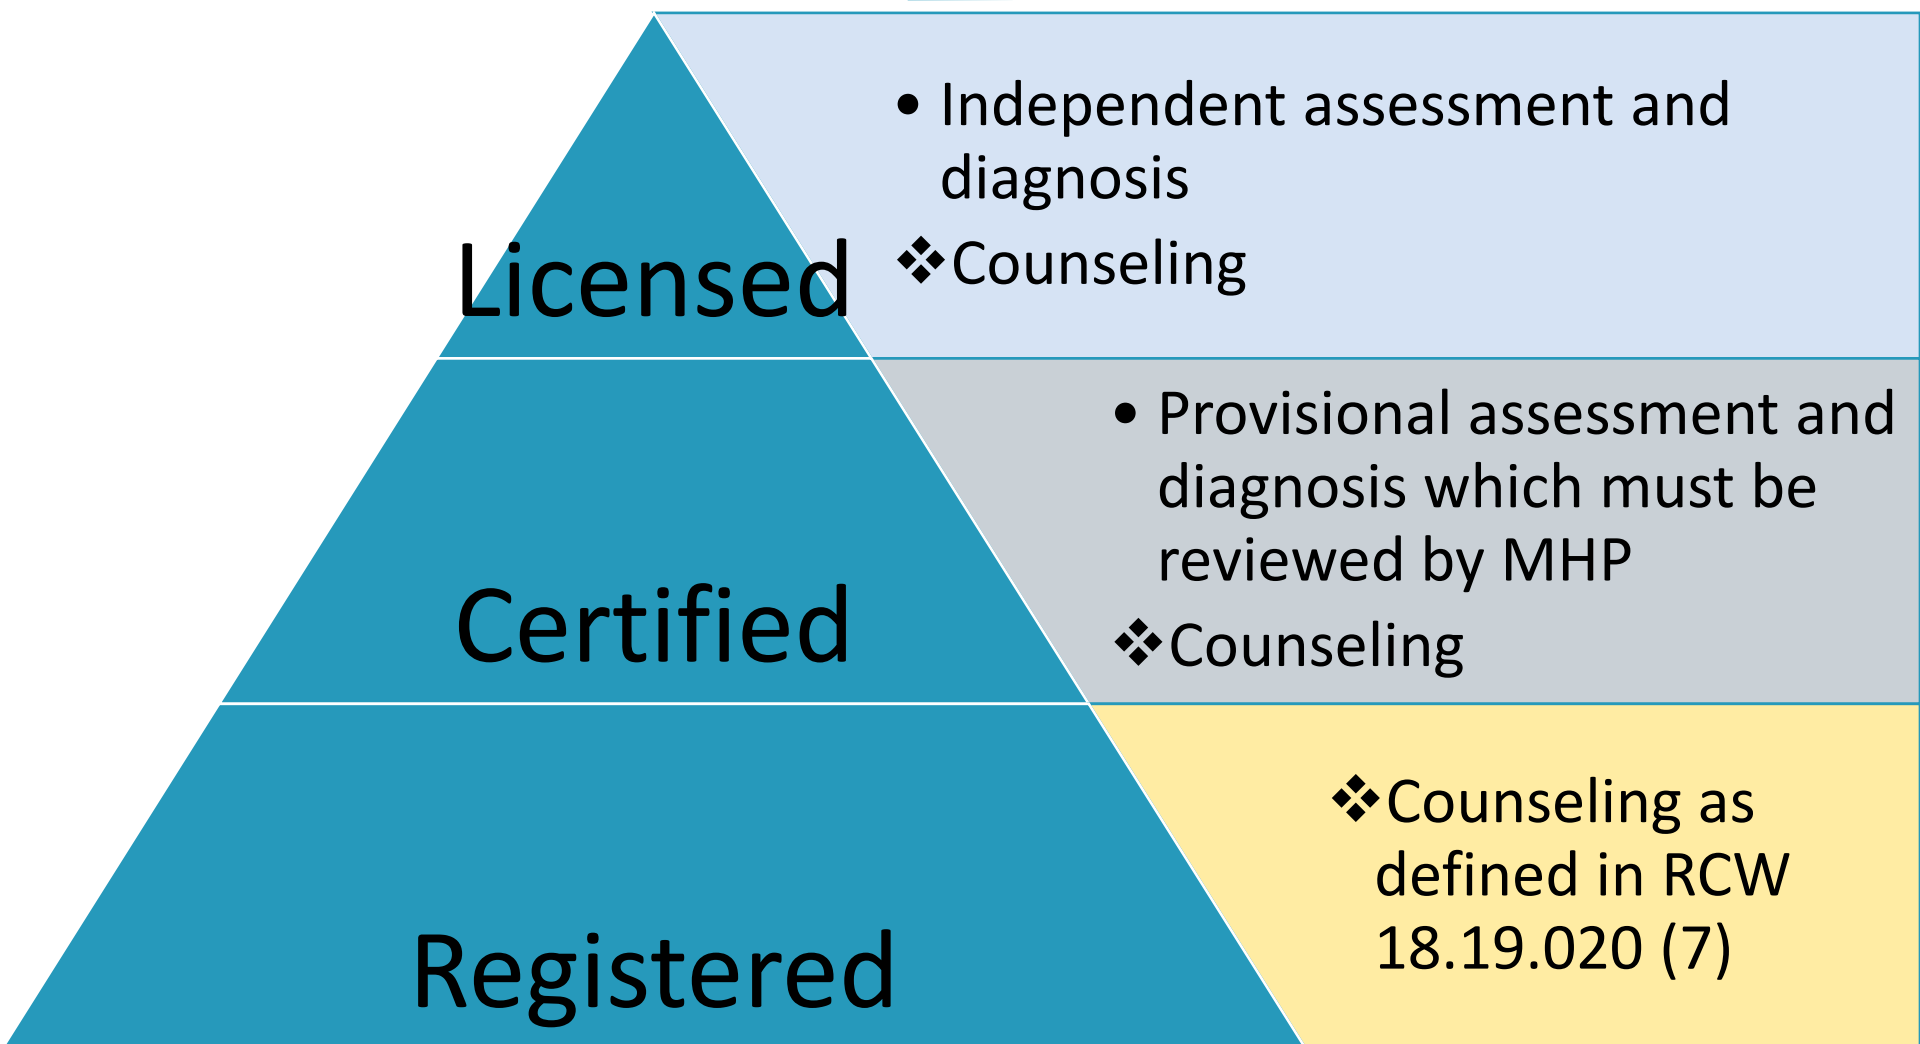 Licensed
• Independent assessment and
diagnosis
❖Counseling
Certified
• Provisional assessment and
diagnosis which must be
reviewed by MHP
❖Counseling
Registered
❖Counseling as
defined in RCW
18.19.020 (7)